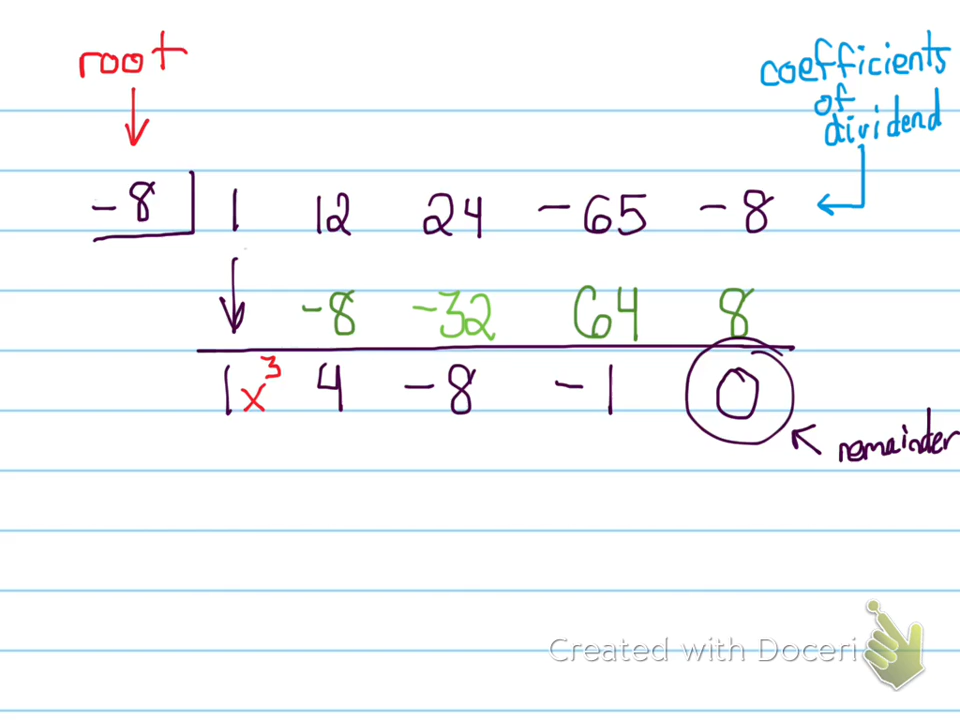 root
coefficients
of
dividend
-8 | 1 12 24 -65 -8
-8 -32 64 8
1x³ 4 -8 -1 0
remainder
Created with Doceri